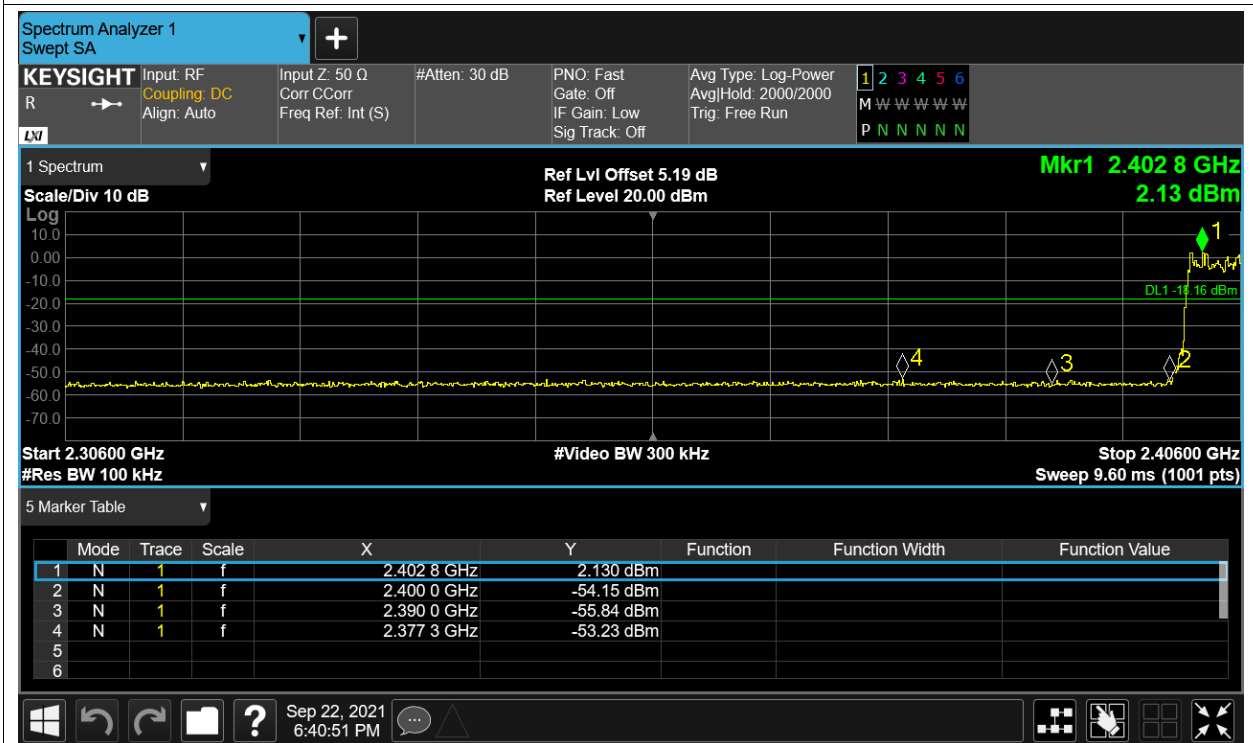 Spectrum Analyzer 1
Swept SA
KEYSIGHT
R
LXI
Input: RF
Coupling: DC
Align: Auto
Input Z: 50 Ω
Corr CCorr
Freq Ref: Int (S)
#Atten: 30 dB
PNO: Fast
Gate: Off
IF Gain: Low
Sig Track: Off
Avg Type: Log-Power
Avg|Hold: 2000/2000
Trig: Free Run
1 2 3 4 5 6
M W W W W W
P N N N N N
1 Spectrum
Scale/Div 10 dB
Ref Lvl Offset 5.19 dB
Ref Level 20.00 dBm
Mkr1 2.402 8 GHz
2.13 dBm
Log
10.0
0.00
-10.0
-20.0
-30.0
-40.0
-50.0
-60.0
-70.0
1
DL1 -18.16 dBm
4
3
2
Start 2.30600 GHz
#Res BW 100 kHz
#Video BW 300 kHz
Stop 2.40600 GHz
Sweep 9.60 ms (1001 pts)
5 Marker Table
Mode Trace Scale X Y Function Function Width Function Value
1 N 1 f 2.402 8 GHz 2.130 dBm
2 N 1 f 2.400 0 GHz -54.15 dBm
3 N 1 f 2.390 0 GHz -55.84 dBm
4 N 1 f 2.377 3 GHz -53.23 dBm
5
6
?
Sep 22, 2021
6:40:51 PM